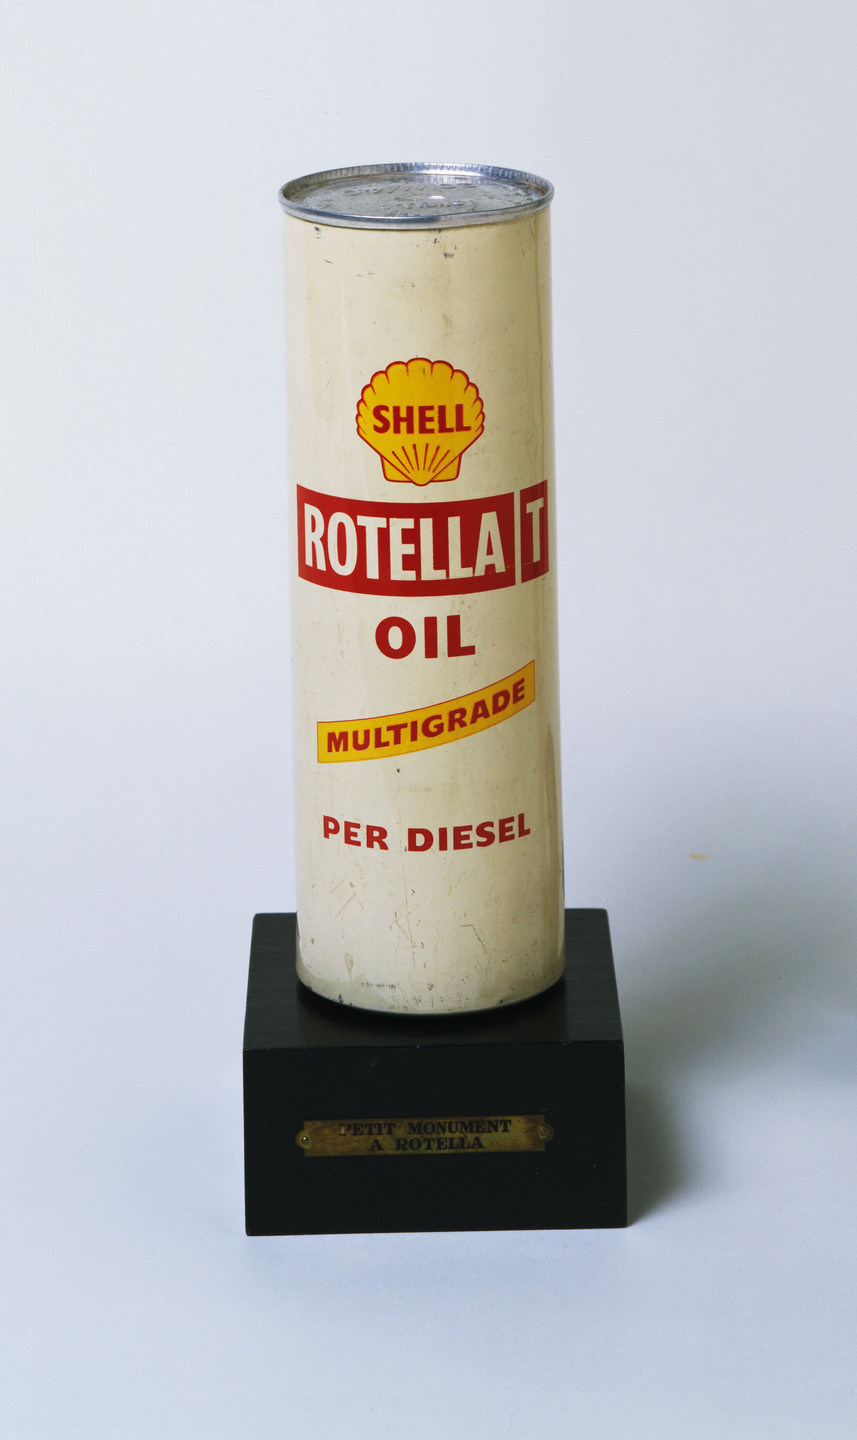 SHELL
ROTELLA T
OIL
MULTIGRADE
PER DIESEL
PETIT MONUMENT
A ROTELLA